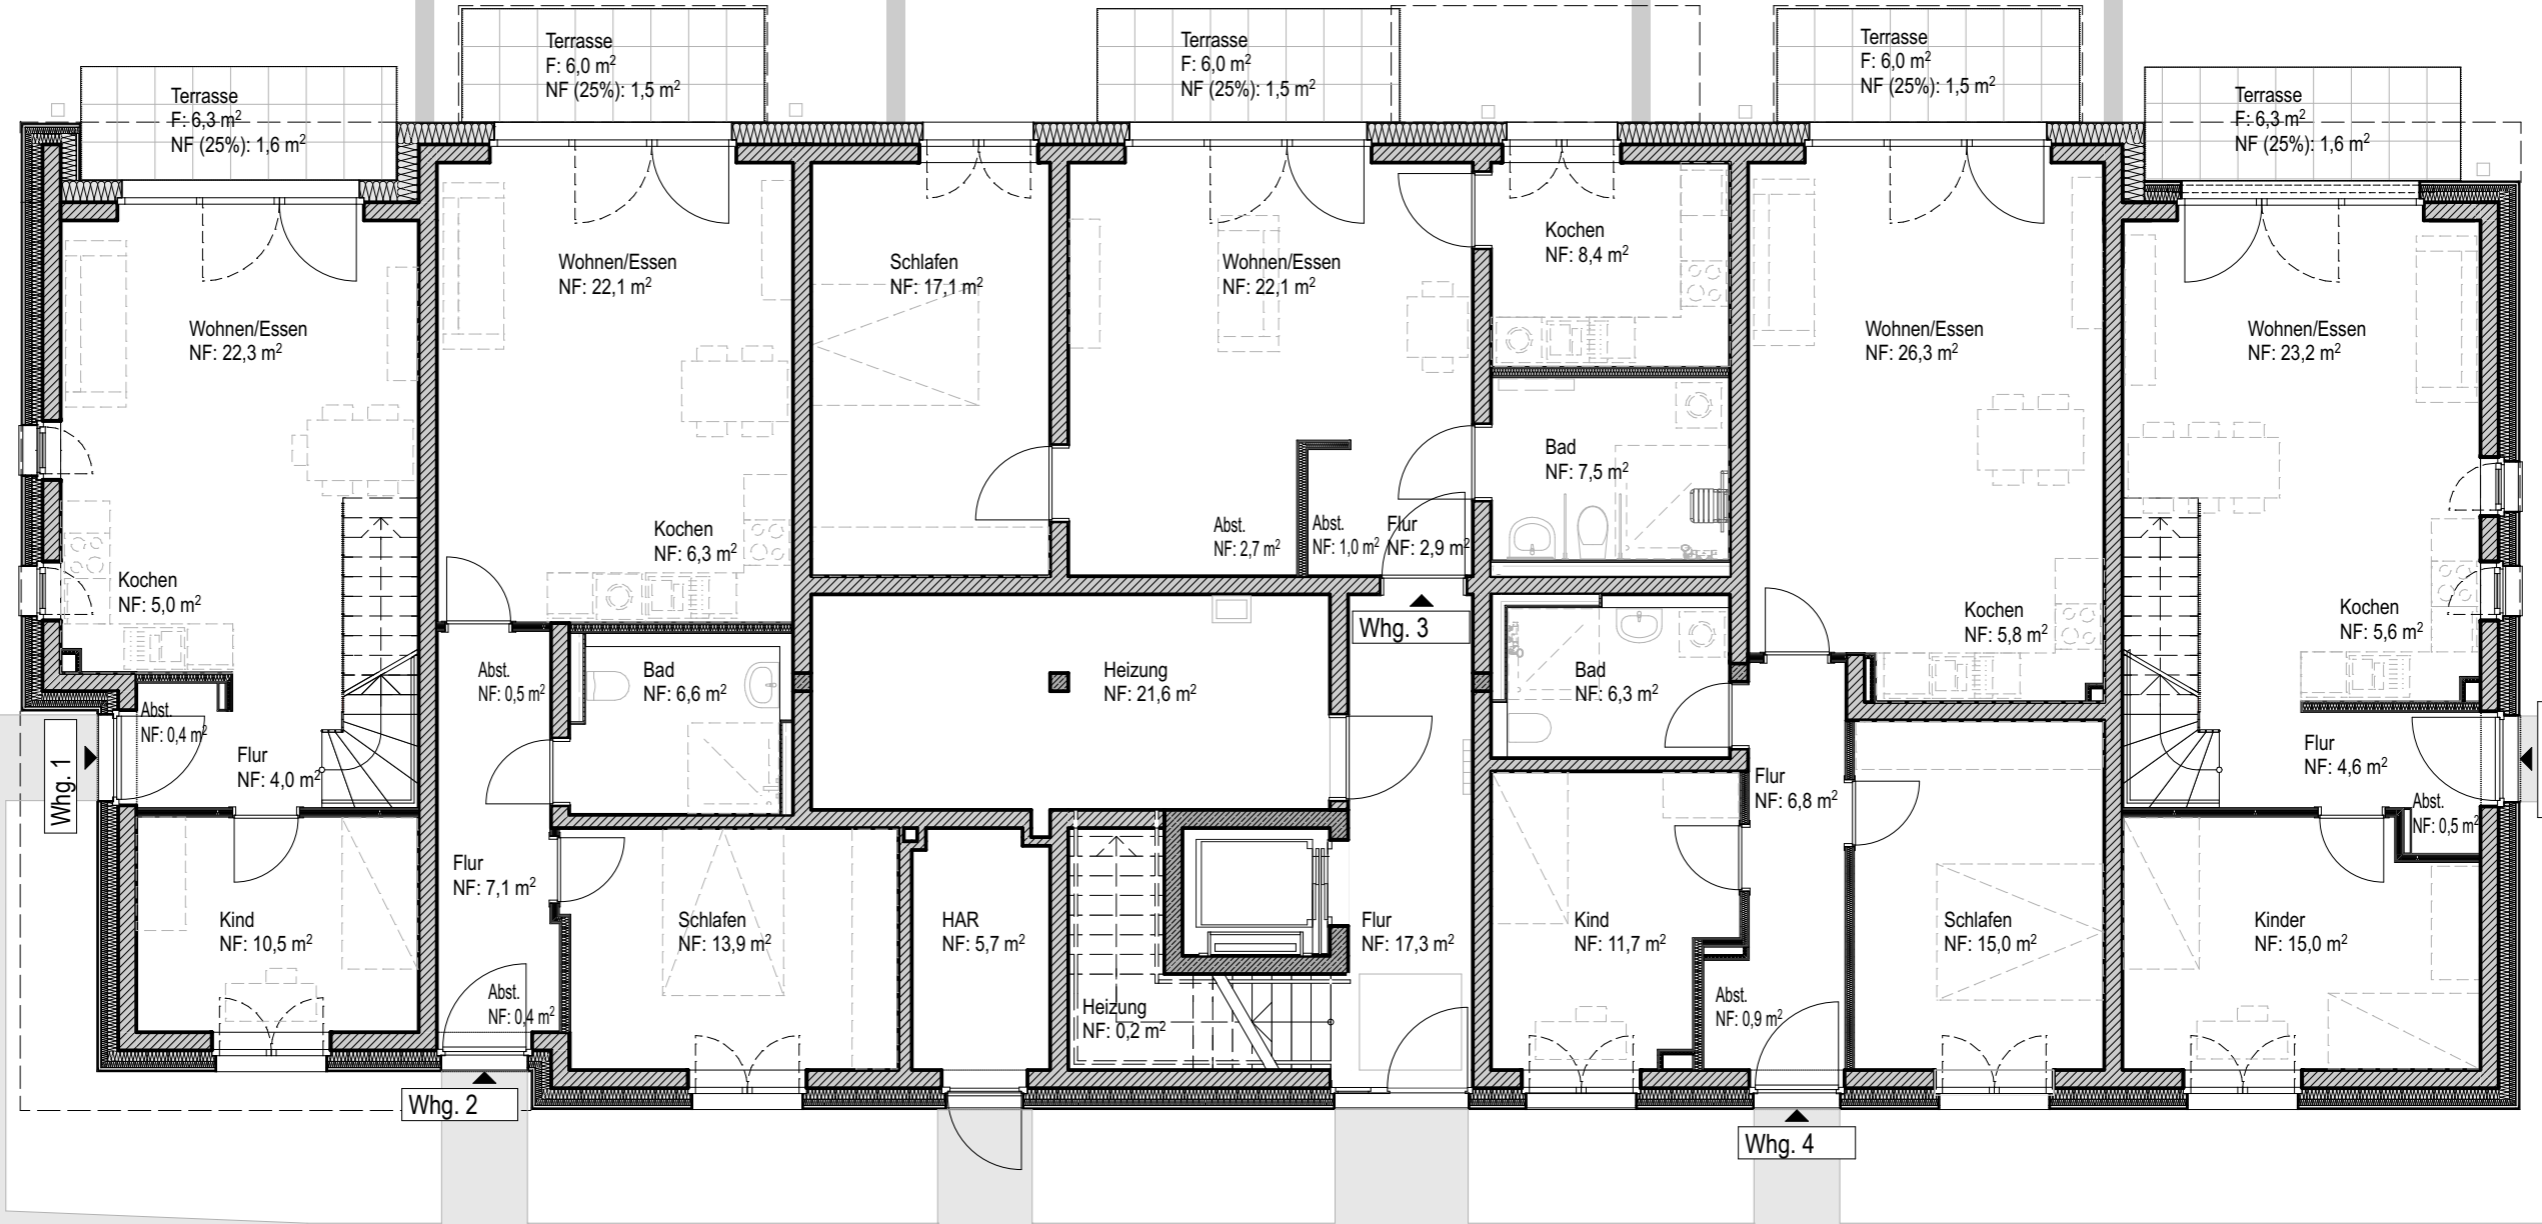 Terrasse
F: 6,3 m²
NF (25%): 1,6 m²
Terrasse
F: 6,0 m²
NF (25%): 1,5 m²
Terrasse
F: 6,0 m²
NF (25%): 1,5 m²
Terrasse
F: 6,0 m²
NF (25%): 1,5 m²
Terrasse
F: 6,3 m²
NF (25%): 1,6 m²
Wohnen/Essen
NF: 22,3 m²
Wohnen/Essen
NF: 22,1 m²
Schlafen
NF: 17,1 m²
Wohnen/Essen
NF: 22,1 m²
Kochen
NF: 8,4 m²
Wohnen/Essen
NF: 26,3 m²
Wohnen/Essen
NF: 23,2 m²
Kochen
NF: 5,0 m²
Kochen
NF: 6,3 m²
Abst.
NF: 2,7 m²
Abst.
NF: 1,0 m²
Flur
NF: 2,9 m²
Bad
NF: 7,5 m²
Kochen
NF: 5,8 m²
Kochen
NF: 5,6 m²
Whg. 3
Abst.
NF: 0,4 m²
Flur
NF: 4,0 m²
Whg. 1
Abst.
NF: 0,5 m²
Bad
NF: 6,6 m²
Heizung
NF: 21,6 m²
Bad
NF: 6,3 m²
Flur
NF: 6,8 m²
Flur
NF: 4,6 m²
Abst.
NF: 0,5 m²
Kind
NF: 10,5 m²
Flur
NF: 7,1 m²
Abst.
NF: 0,4 m²
Schlafen
NF: 13,9 m²
HAR
NF: 5,7 m²
Heizung
NF: 0,2 m²
Flur
NF: 17,3 m²
Kind
NF: 11,7 m²
Abst.
NF: 0,9 m²
Schlafen
NF: 15,0 m²
Kinder
NF: 15,0 m²
Whg. 2
Whg. 4